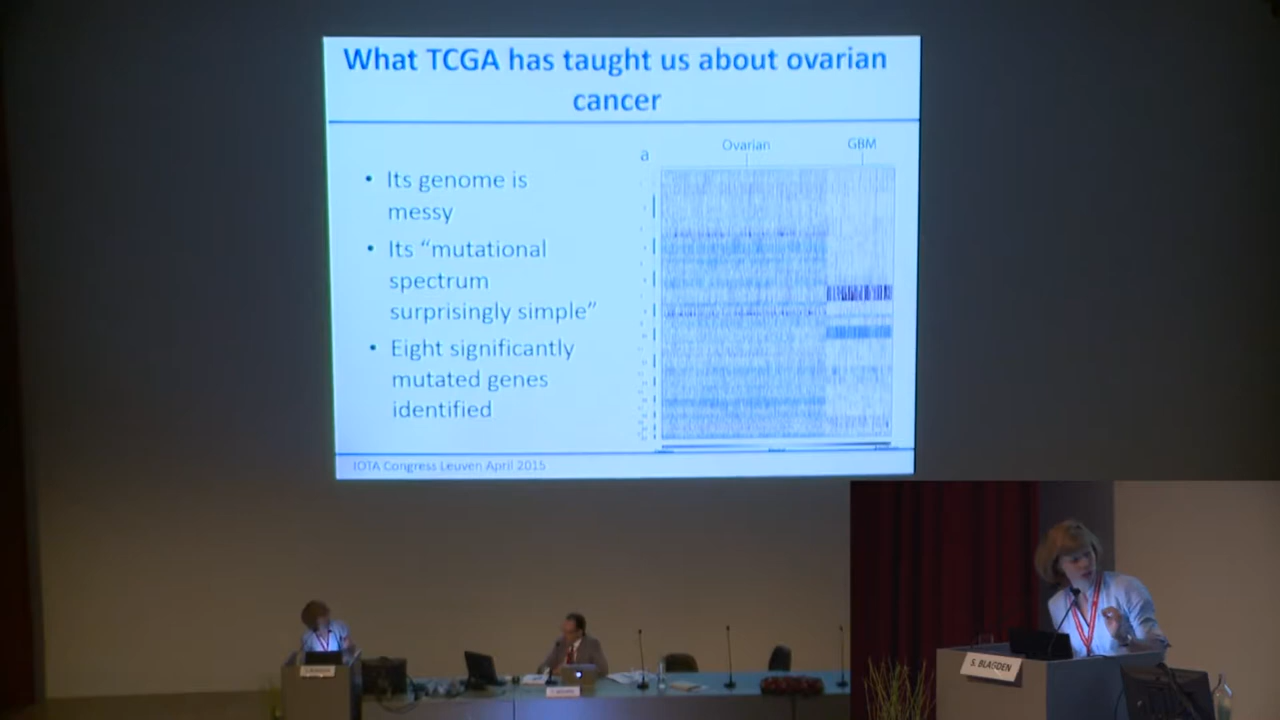 What TCGA has taught us about ovarian
cancer
a
Ovarian
GBM
• Its genome is
messy
• Its “mutational
spectrum
surprisingly simple”
• Eight significantly
mutated genes
identified
IOTA Congress Leuven April 2015
S. BLAGDEN